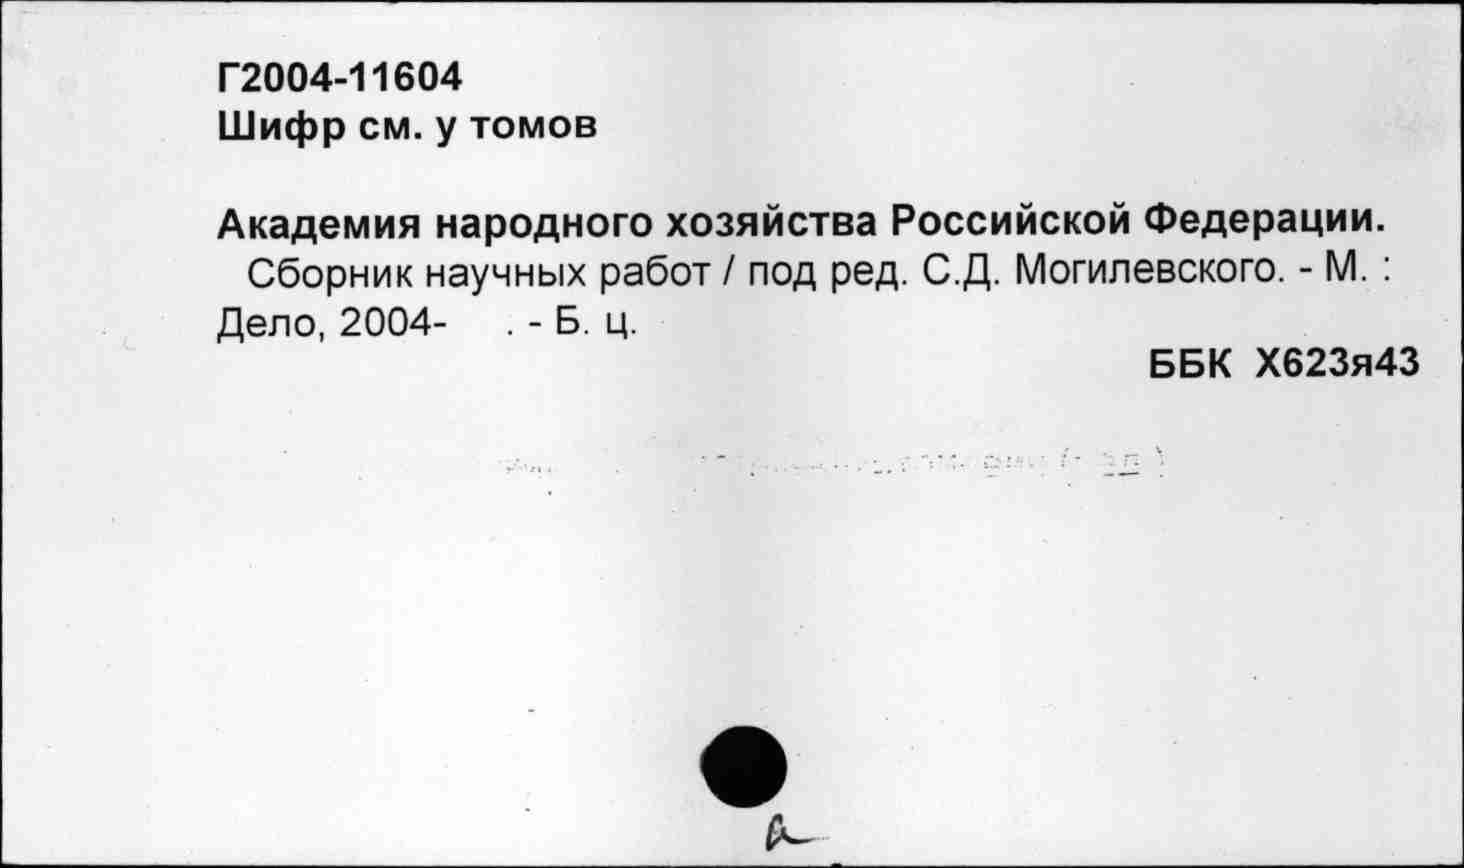 Г2004-11604
Шифр см. у томов
Академия народного хозяйства Российской Федерации.
Сборник научных работ / под ред. С.Д. Могилевского. - М. :
Дело, 2004-     . - Б. ц.
ББК Х623я43